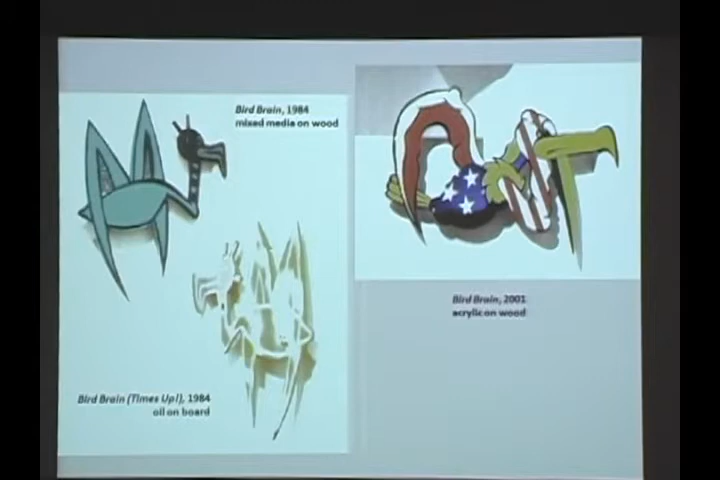 Bird Brain, 1984
mixed media on wood
Bird Brain, 2001
acrylic on wood
Bird Brain (Times Up!), 1984
oil on board